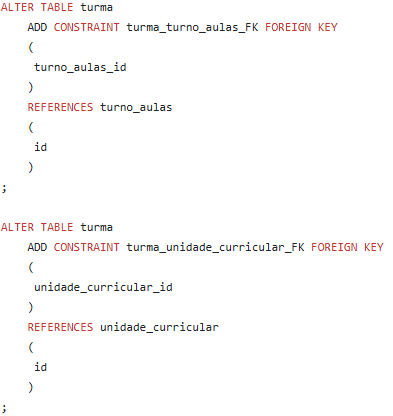 ALTER TABLE turma
ADD CONSTRAINT turma_turno_aulas_FK FOREIGN KEY
(
turno_aulas_id
)
REFERENCES turno_aulas
(
id
)
;
ALTER TABLE turma
ADD CONSTRAINT turma_unidade_curricular_FK FOREIGN KEY
(
unidade_curricular_id
)
REFERENCES unidade_curricular
(
id
)
;